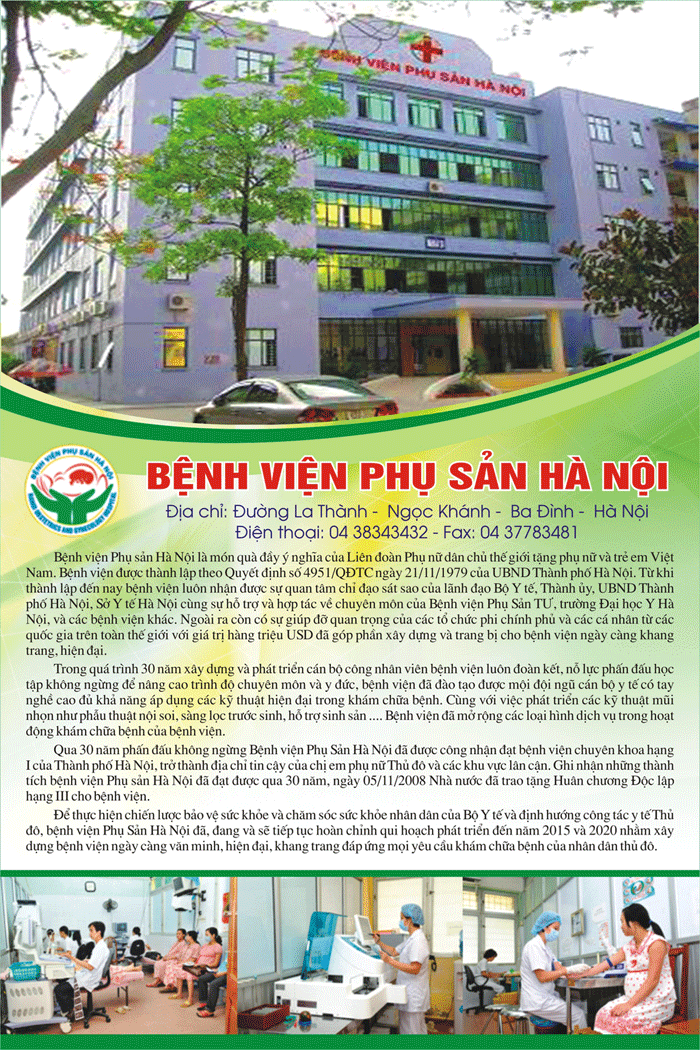 BỆNH VIỆN PHỤ SẢN HÀ NỘI
BỆNH VIỆN PHỤ SẢN HÀ NỘI
HANOI OBSTETRICS AND GYNECOLOGY HOSPITAL
BỆNH VIỆN PHỤ SẢN HÀ NỘI
Địa chỉ: Đường La Thành - Ngọc Khánh - Ba Đình - Hà Nội
Điện thoại: 04 38343432 - Fax: 04 37783481
Bệnh viện Phụ sản Hà Nội là món quà đầy ý nghĩa của Liên đoàn Phụ nữ dân chủ thế giới tặng phụ nữ và trẻ em Việt
Nam. Bệnh viện được thành lập theo Quyết định số 4951/QĐTC ngày 21/11/1979 của UBND Thành phố Hà Nội. Từ khi
thành lập đến nay bệnh viện luôn nhận được sự quan tâm chỉ đạo sát sao của lãnh đạo Bộ Y tế, Thành ủy, UBND Thành
phố Hà Nội, Sở Y tế Hà Nội cùng sự hỗ trợ và hợp tác về chuyên môn của Bệnh viện Phụ Sản TƯ, trường Đại học Y Hà
Nội, và các bệnh viện khác. Ngoài ra còn có sự giúp đỡ quan trọng của các tổ chức phi chính phủ và các cá nhân từ các
quốc gia trên toàn thế giới với giá trị hàng triệu USD đã góp phần xây dựng và trang bị cho bệnh viện ngày càng khang
trang, hiện đại.
Trong quá trình 30 năm xây dựng và phát triển cán bộ công nhân viên bệnh viện luôn đoàn kết, nỗ lực phấn đấu học
tập không ngừng để nâng cao trình độ chuyên môn và y đức, bệnh viện đã đào tạo được một đội ngũ cán bộ y tế có tay
nghề cao đủ khả năng áp dụng các kỹ thuật hiện đại trong khám chữa bệnh. Cùng với việc phát triển các kỹ thuật mũi
nhọn như phẫu thuật nội soi, sàng lọc trước sinh, hỗ trợ sinh sản .... Bệnh viện đã mở rộng các loại hình dịch vụ trong hoạt
động khám chữa bệnh của bệnh viện.
Qua 30 năm phấn đấu không ngừng Bệnh viện Phụ Sản Hà Nội đã được công nhận đạt bệnh viện chuyên khoa hạng
I của Thành phố Hà Nội, trở thành địa chỉ tin cậy của chị em phụ nữ Thủ đô và các khu vực lân cận. Ghi nhận những thành
tích bệnh viện Phụ sản Hà Nội đã đạt được qua 30 năm, ngày 05/11/2008 Nhà nước đã trao tặng Huân chương Độc lập
hạng III cho bệnh viện.
Để thực hiện chiến lược bảo vệ sức khỏe và chăm sóc sức khỏe nhân dân của Bộ Y tế và định hướng công tác y tế Thủ
đô, bệnh viện Phụ Sản Hà Nội đã, đang và sẽ tiếp tục hoàn chỉnh qui hoạch phát triển đến năm 2015 và 2020 nhằm xây
dựng bệnh viện ngày càng văn minh, hiện đại, khang trang đáp ứng mọi yêu cầu khám chữa bệnh của nhân dân thủ đô.